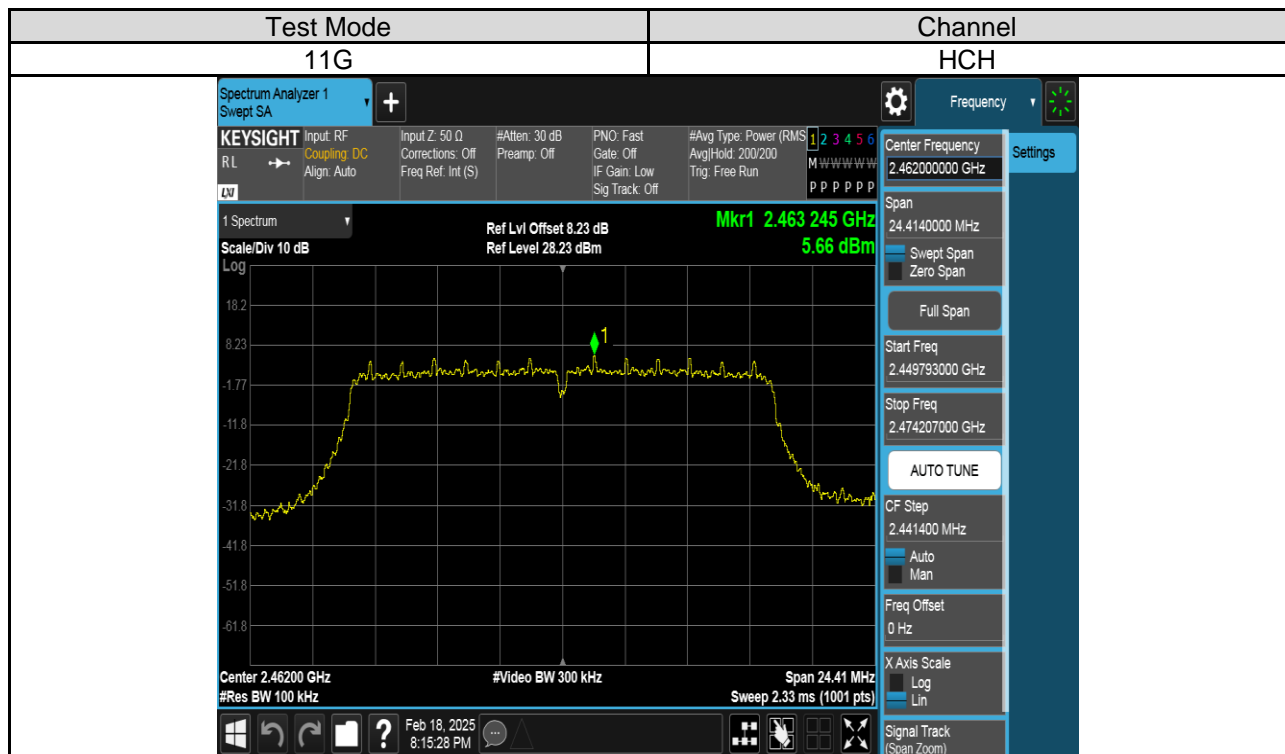 Test Mode Channel
11G HCH
Spectrum Analyzer 1
Swept SA
+
Frequency
KEYSIGHT
R L
LXI
Input: RF
Coupling: DC
Align: Auto
Input Z: 50 Ω
Corrections: Off
Freq Ref: Int (S)
#Atten: 30 dB
Preamp: Off
PNO: Fast
Gate: Off
IF Gain: Low
Sig Track: Off
#Avg Type: Power (RMS
Avg|Hold: 200/200
Trig: Free Run
1 2 3 4 5 6
M W W W W W
P P P P P P
Center Frequency
2.462000000 GHz
Settings
Span
24.4140000 MHz
Swept Span
Zero Span
Full Span
Start Freq
2.449793000 GHz
Stop Freq
2.474207000 GHz
AUTO TUNE
CF Step
2.441400 MHz
Auto
Man
Freq Offset
0 Hz
X Axis Scale
Log
Lin
Signal Track
(Span Zoom)
1 Spectrum
Scale/Div 10 dB
Ref Lvl Offset 8.23 dB
Ref Level 28.23 dBm
Mkr1 2.463 245 GHz
5.66 dBm
Log
18.2
8.23
-1.77
-11.8
-21.8
-31.8
-41.8
-51.8
-61.8
1
Center 2.46200 GHz
#Res BW 100 kHz
#Video BW 300 kHz
Span 24.41 MHz
Sweep 2.33 ms (1001 pts)
?
Feb 18, 2025
8:15:28 PM